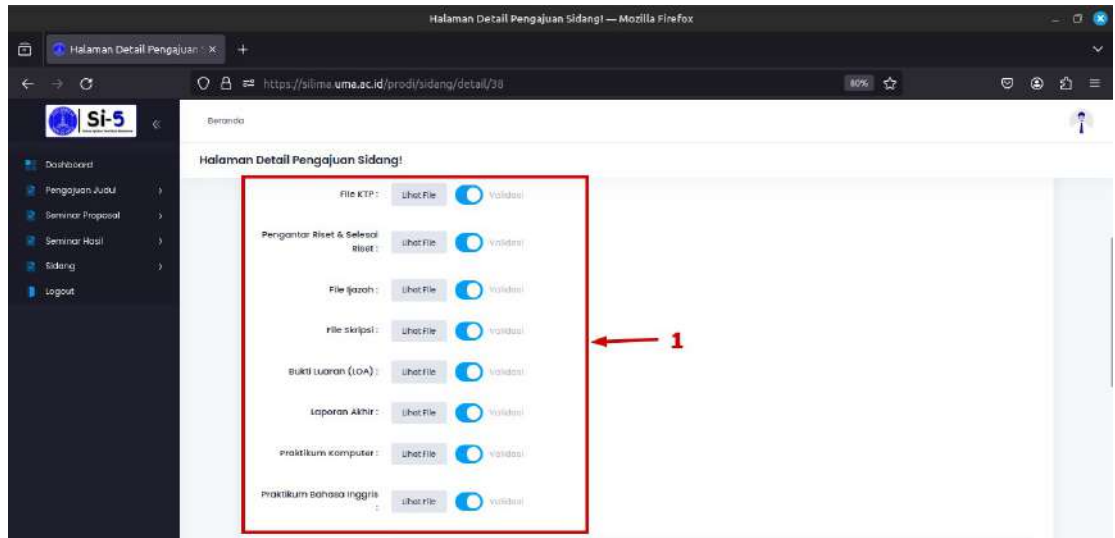 Halaman Detail Pengajuan Sidang! — Mozilla Firefox
Halaman Detail Pengajuan S
https://silima.uma.ac.id/prodi/sidang/detail/38
80%
Si-5
Beranda
Halaman Detail Pengajuan Sidang!
Dashboard
Pengajuan Judul
Seminar Proposal
Seminar Hasil
Sidang
Logout
File KTP : Lihat File Validasi
Pengantar Riset & Selesai
Riset : Lihat File Validasi
File Ijazah : Lihat File Validasi
File Skripsi : Lihat File Validasi
Bukti Luaran (LOA) : Lihat File Validasi
Laporan Akhir : Lihat File Validasi
Praktikum Komputer : Lihat File Validasi
Praktikum Bahasa Inggris
: Lihat File Validasi
1